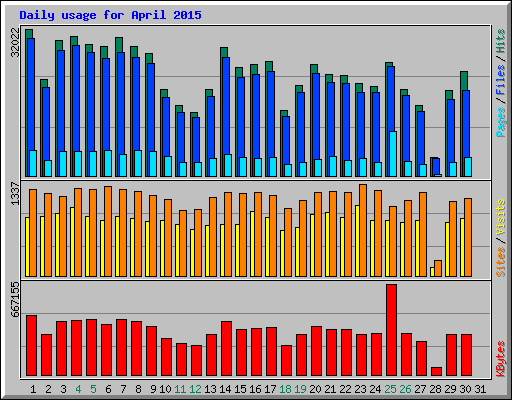 Daily usage for April 2015
32022
Pages / Files / Hits
1337
Sites / Visits
667155
KBytes
1 2 3 4 5 6 7 8 9 10 11 12 13 14 15 16 17 18 19 20 21 22 23 24 25 26 27 28 29 30 31